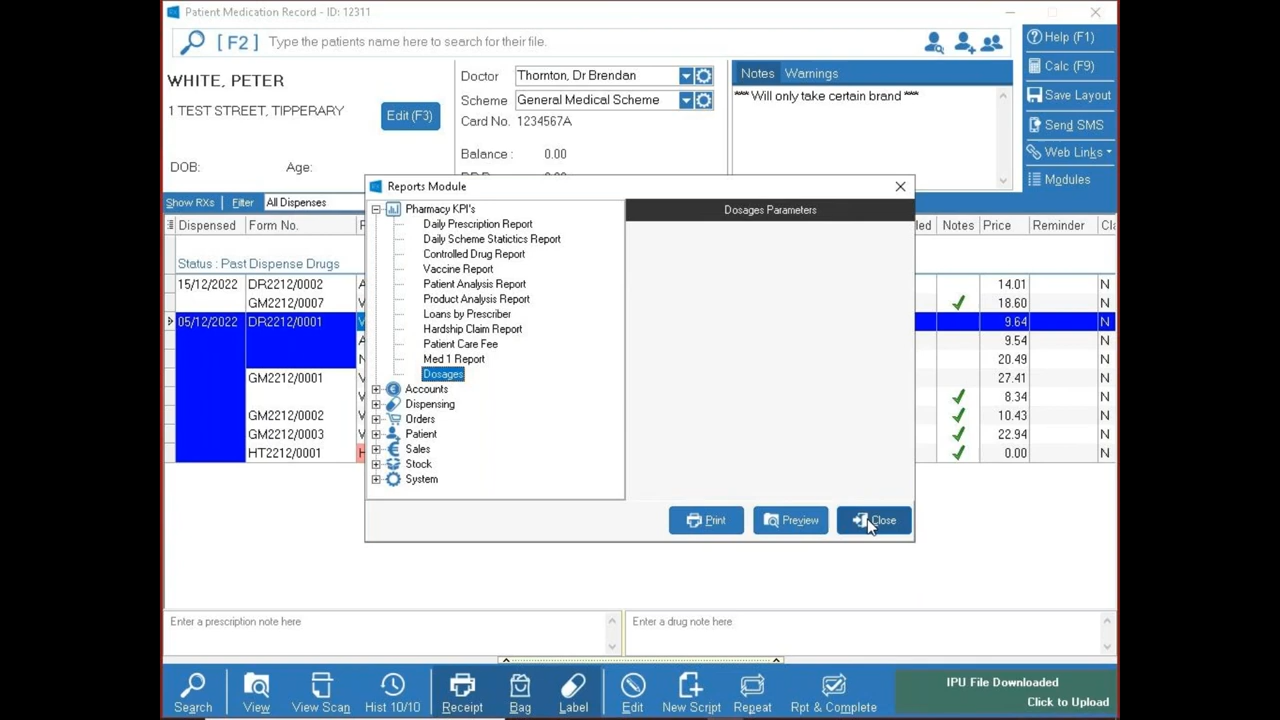 Patient Medication Record - ID: 12311
[ F2 ] Type the patients name here to search for their file.
Help (F1)
Calc (F9)
Save Layout
Send SMS
Web Links
Modules
WHITE, PETER
1 TEST STREET, TIPPERARY
Edit (F3)
DOB: Age:
Doctor Thornton, Dr Brendan
Scheme General Medical Scheme
Card No. 1234567A
Balance : 0.00
Notes Warnings
*** Will only take certain brand ***
Show RXs Filter All Dispenses
Dispensed Form No. Notes Price Reminder
Status : Past Dispense Drugs
15/12/2022 DR2212/0002 14.01 N
GM2212/0007 18.60 N
05/12/2022 DR2212/0001 9.64 N
9.54 N
20.49 N
GM2212/0001 27.41 N
8.34 N
GM2212/0002 10.43 N
GM2212/0003 22.94 N
HT2212/0001 0.00 N
Reports Module
Pharmacy KPI's
Daily Prescription Report
Daily Scheme Statictics Report
Controlled Drug Report
Vaccine Report
Patient Analysis Report
Product Analysis Report
Loans by Prescriber
Hardship Claim Report
Patient Care Fee
Med 1 Report
Dosages
Accounts
Dispensing
Orders
Patient
Sales
Stock
System
Dosages Parameters
Print Preview Close
Enter a prescription note here
Enter a drug note here
Search View View Scan Hist 10/10 Receipt Bag Label Edit New Script Repeat Rpt & Complete
IPU File Downloaded
Click to Upload